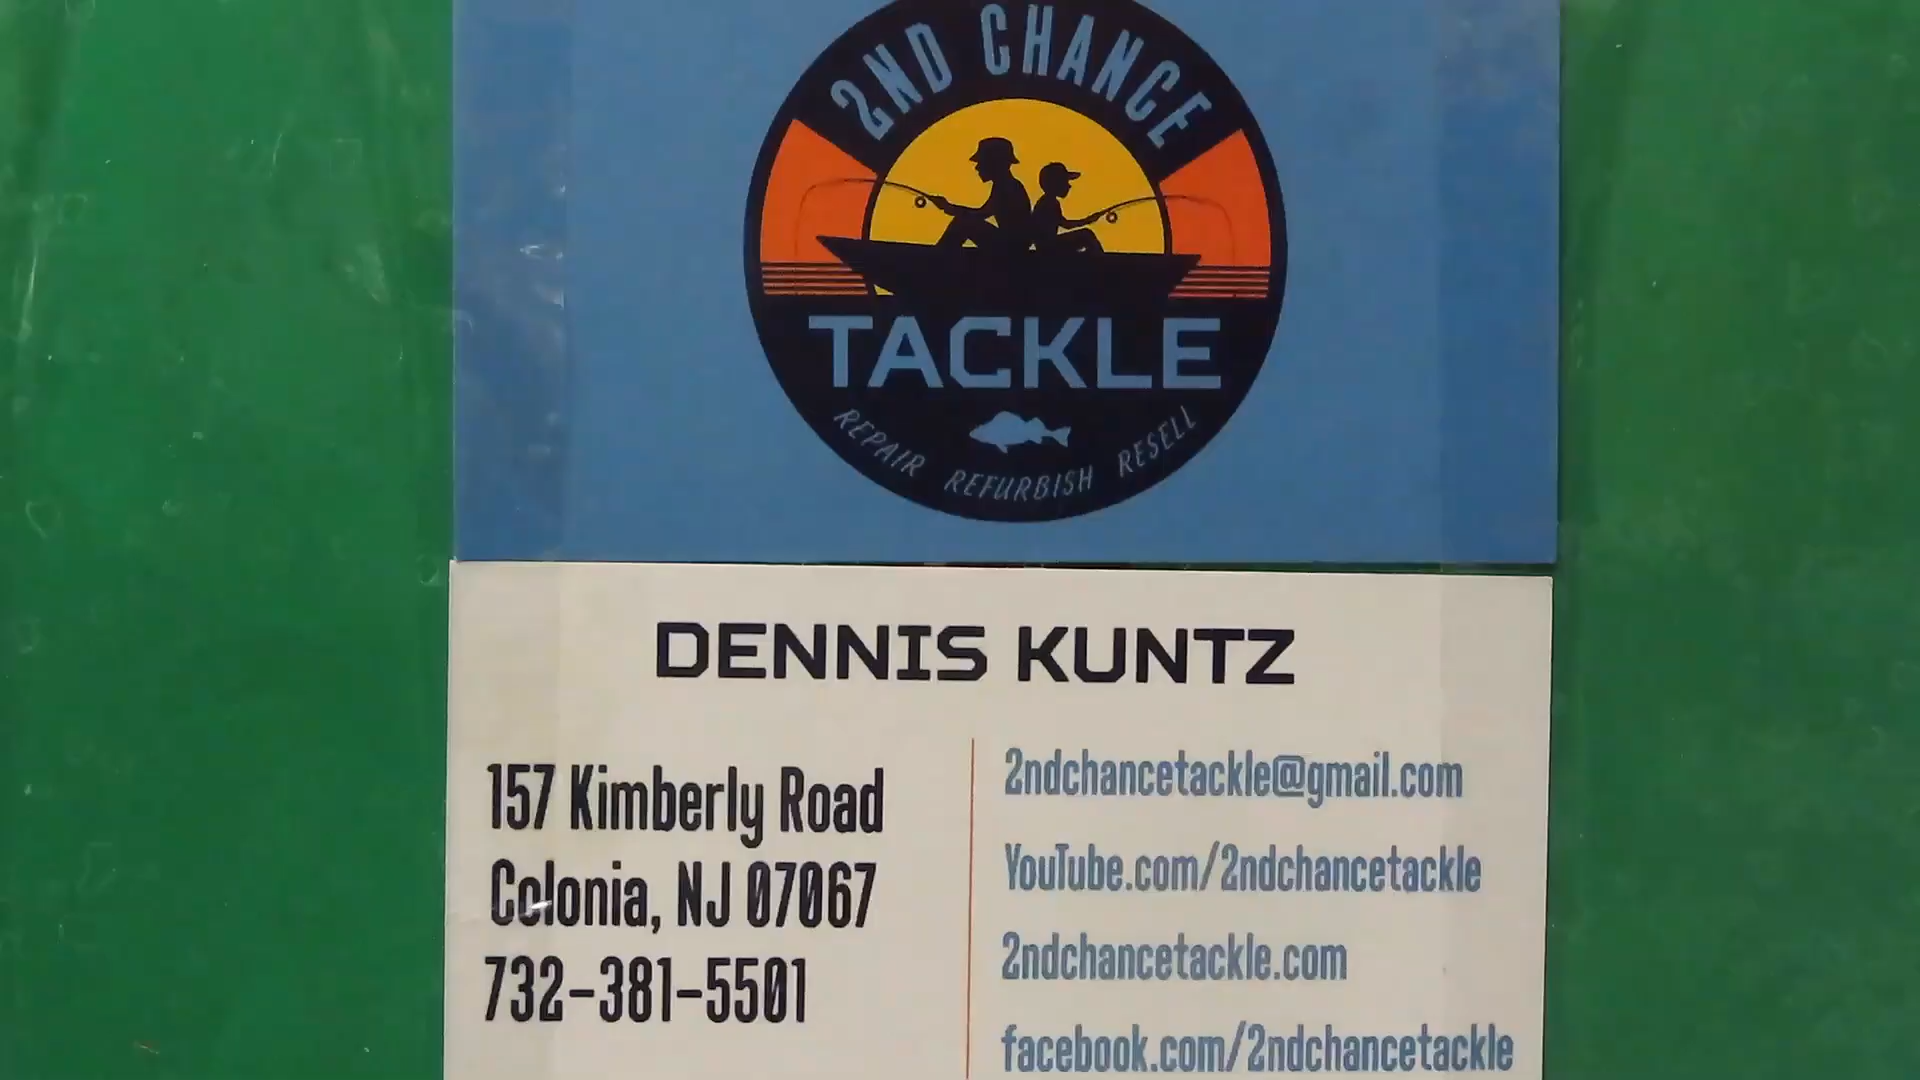 2ND CHANCE
TACKLE
REPAIR REFURBISH RESELL
DENNIS KUNTZ
157 Kimberly Road
Colonia, NJ 07067
732-381-5501
2ndchancetackle@gmail.com
YouTube.com/2ndchancetackle
2ndchancetackle.com
facebook.com/2ndchancetackle